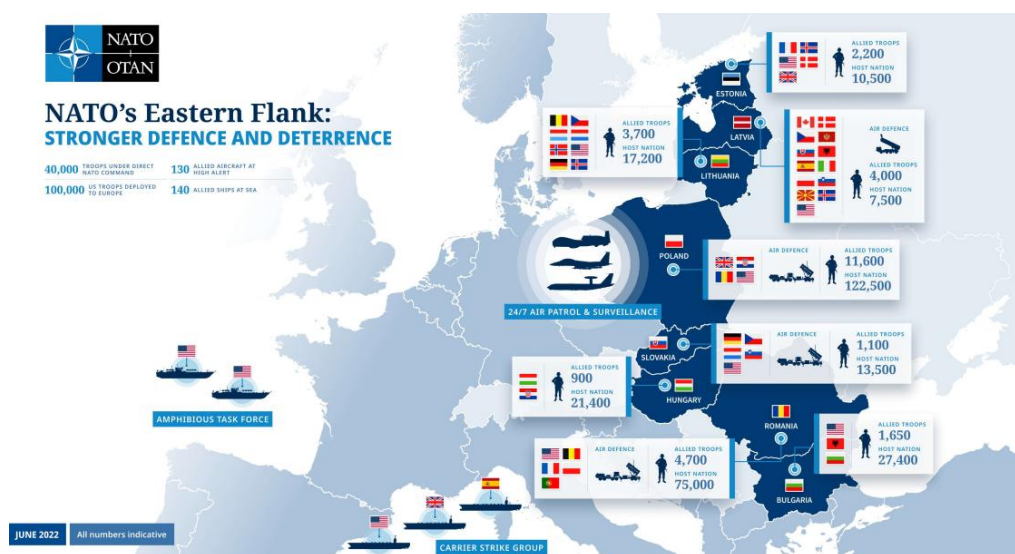 NATO
OTAN
NATO's Eastern Flank:
STRONGER DEFENCE AND DETERRENCE
40,000 TROOPS UNDER DIRECT NATO COMMAND
130 ALLIED AIRCRAFT AT HIGH ALERT
100,000 US TROOPS DEPLOYED TO EUROPE
140 ALLIED SHIPS AT SEA
ALLIED TROOPS
2,200
HOST NATION
10,500
ESTONIA
ALLIED TROOPS
3,700
HOST NATION
17,200
LATVIA
LITHUANIA
AIR DEFENCE
ALLIED TROOPS
4,000
HOST NATION
7,500
POLAND
AIR DEFENCE
ALLIED TROOPS
11,600
HOST NATION
122,500
24/7 AIR PATROL & SURVEILLANCE
SLOVAKIA
AIR DEFENCE
ALLIED TROOPS
1,100
HOST NATION
13,500
ALLIED TROOPS
900
HOST NATION
21,400
HUNGARY
AMPHIBIOUS TASK FORCE
ROMANIA
ALLIED TROOPS
1,650
HOST NATION
27,400
AIR DEFENCE
ALLIED TROOPS
4,700
HOST NATION
75,000
BULGARIA
JUNE 2022
All numbers indicative
CARRIER STRIKE GROUP